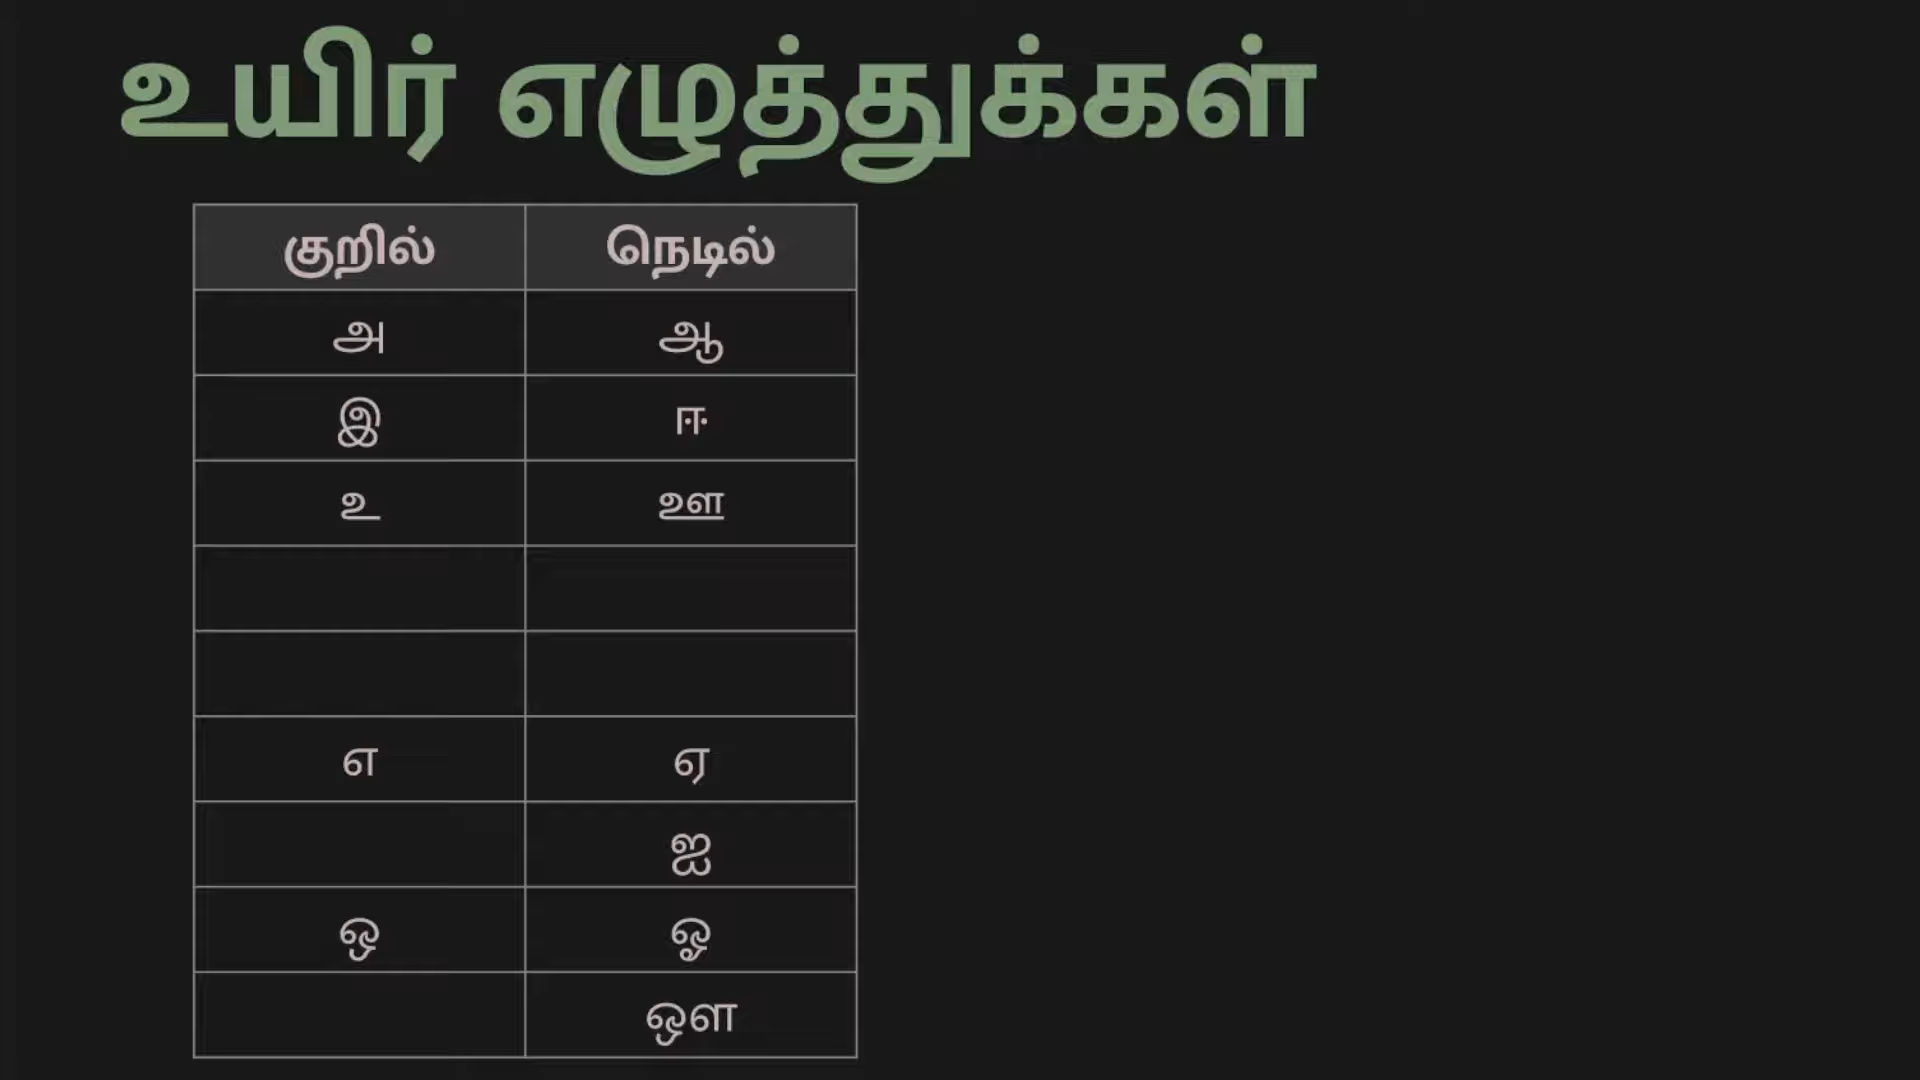 உயிர் எழுத்துக்கள்
குறில் நெடில்
அ ஆ
இ ஈ
உ ஊ
எ ஏ
ஐ
ஒ ஓ
ஔ